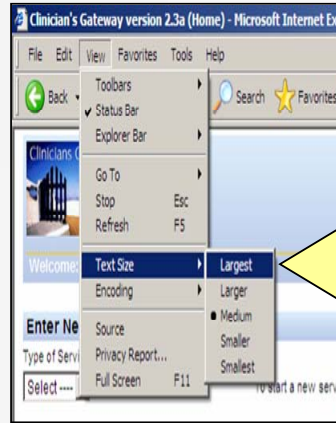 Clinician's Gateway version 2.3a (Home) - Microsoft Internet Ex
File Edit View Favorites Tools Help
Back Search Favorites
Toolbars
Status Bar
Explorer Bar
Go To
Stop Esc
Refresh F5
Text Size
Encoding
Source
Privacy Report...
Full Screen F11
Largest
Larger
Medium
Smaller
Smallest
Clinicians G
Welcome:
Enter Ne
Type of Servi
Select ----
To start a new serv